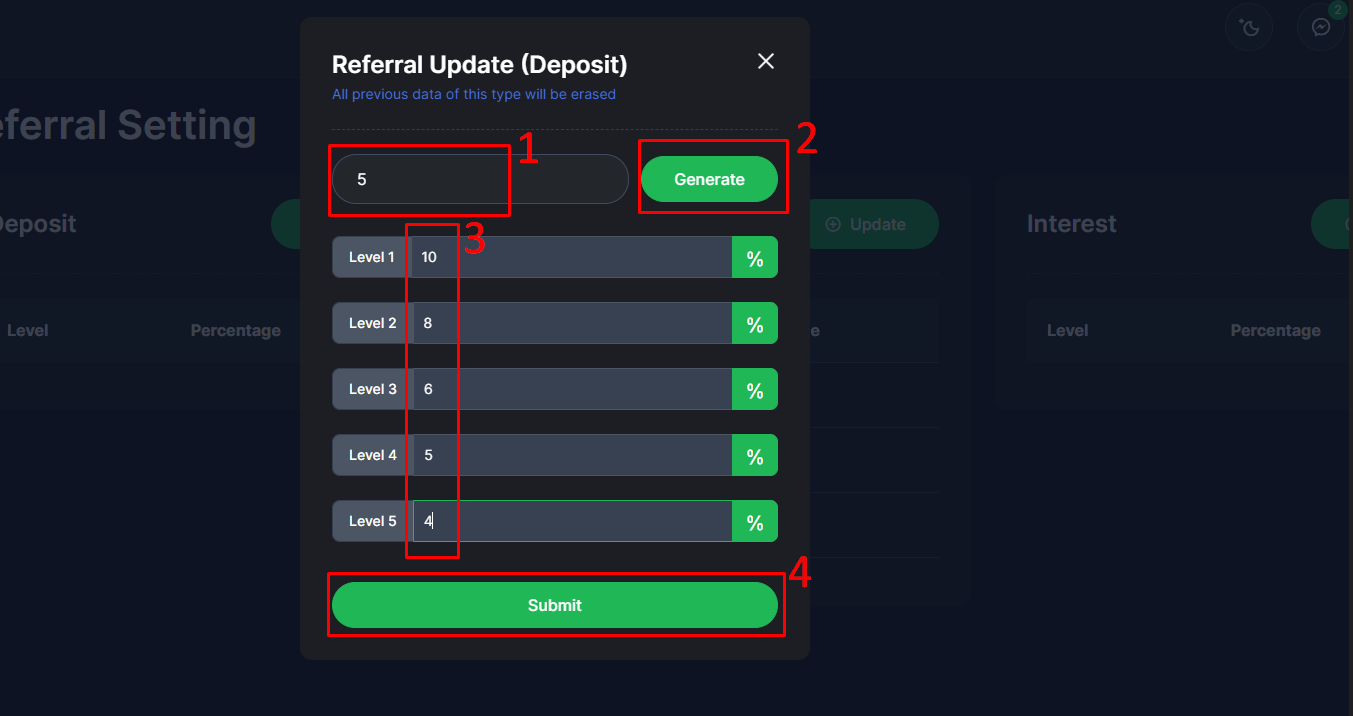 2
Referral Update (Deposit)
All previous data of this type will be erased
eferral Setting
1
2
5
Generate
Deposit
Update
Interest
3
Level 1 10 %
Level 2 8 %
Level Percentage
e
Level Percentage
Level 3 6 %
Level 4 5 %
Level 5 4 %
4
Submit